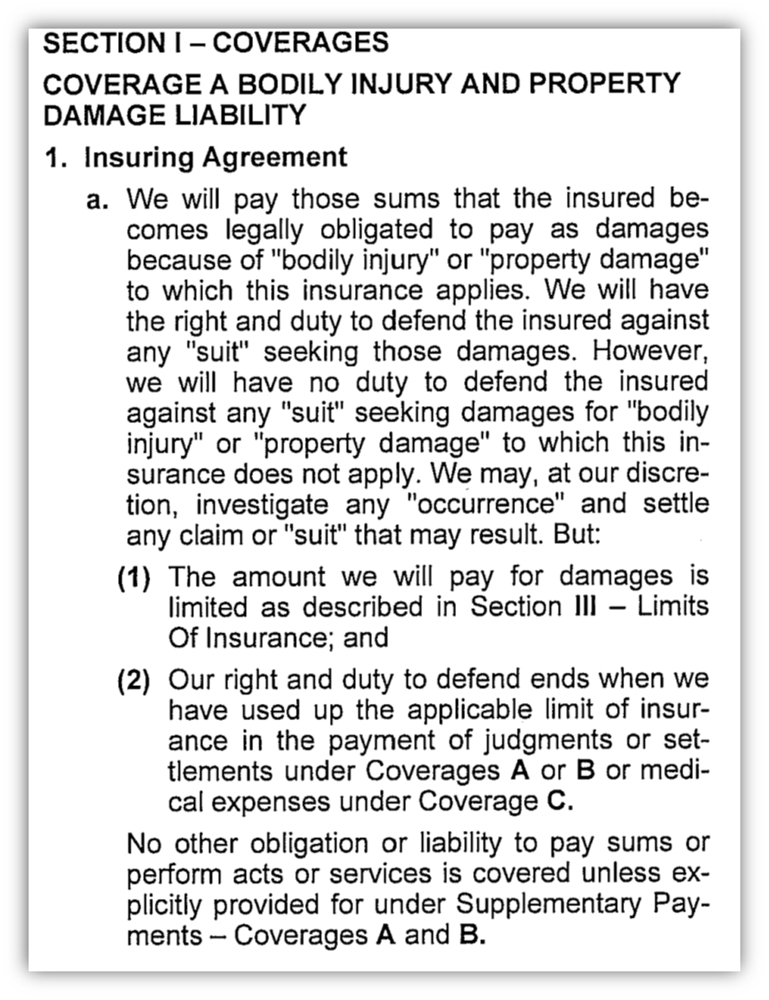 SECTION I – COVERAGES
COVERAGE A BODILY INJURY AND PROPERTY
DAMAGE LIABILITY
1. Insuring Agreement
a. We will pay those sums that the insured be-
comes legally obligated to pay as damages
because of "bodily injury" or "property damage"
to which this insurance applies. We will have
the right and duty to defend the insured against
any "suit" seeking those damages. However,
we will have no duty to defend the insured
against any "suit" seeking damages for "bodily
injury" or "property damage" to which this in-
surance does not apply. We may, at our discre-
tion, investigate any "occurrence" and settle
any claim or "suit" that may result. But:
(1) The amount we will pay for damages is
limited as described in Section III – Limits
Of Insurance; and
(2) Our right and duty to defend ends when we
have used up the applicable limit of insur-
ance in the payment of judgments or set-
tlements under Coverages A or B or medi-
cal expenses under Coverage C.
No other obligation or liability to pay sums or
perform acts or services is covered unless ex-
plicitly provided for under Supplementary Pay-
ments – Coverages A and B.